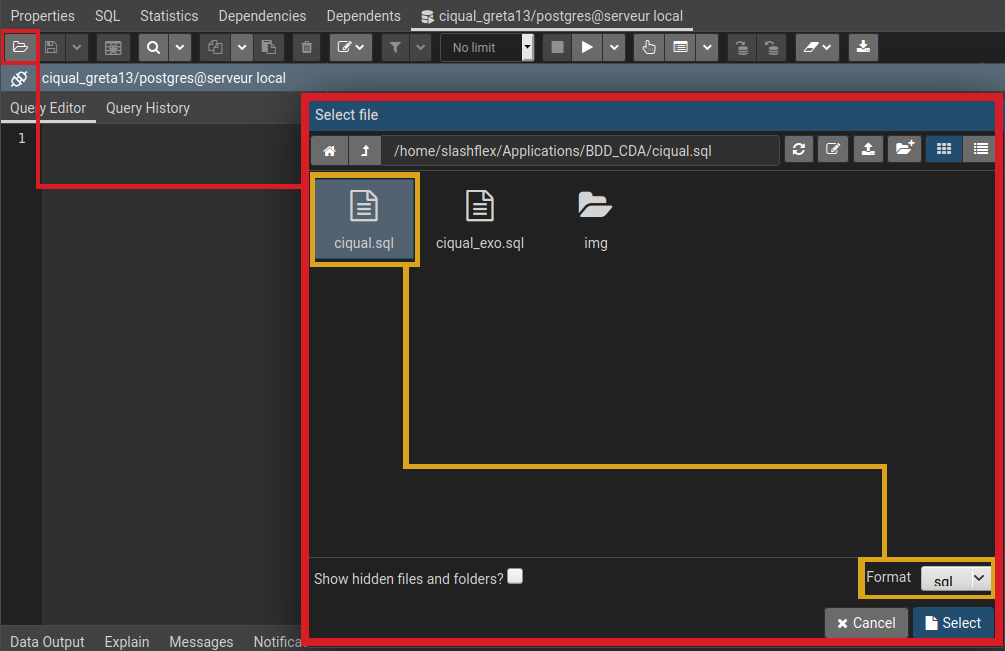 Properties SQL Statistics Dependencies Dependents ciqual_greta13/postgres@serveur local
No limit
ciqual_greta13/postgres@serveur local
Query Editor Query History
1
Select file
/home/slashflex/Applications/BDD_CDA/ciqual.sql
ciqual.sql ciqual_exo.sql img
Show hidden files and folders?
Format sql
Cancel Select
Data Output Explain Messages Notifica